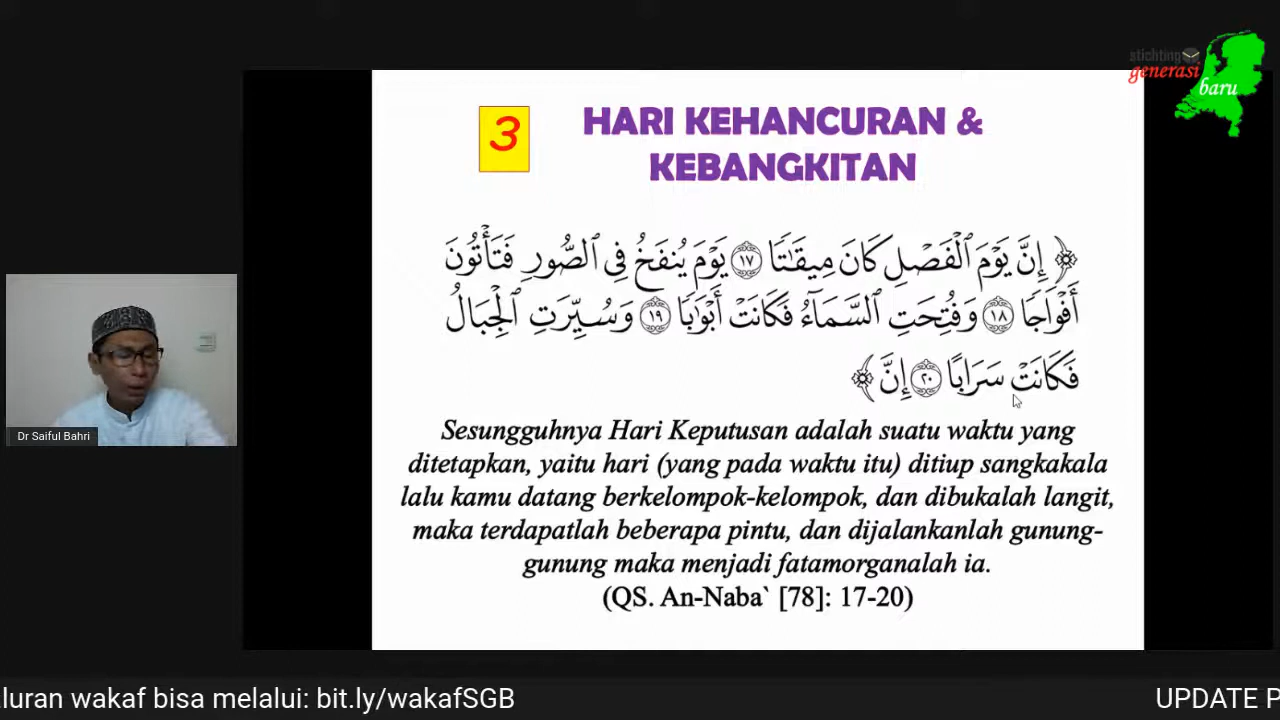 stichting
generasi
baru
3
HARI KEHANCURAN &
KEBANGKITAN
﴿ إِنَّ يَوْمَ ٱلْفَصْلِ كَانَ مِيقَٰتًا ١٧ يَوْمَ يُنفَخُ فِى ٱلصُّورِ فَتَأْتُونَ
أَفْوَاجًا ١٨ وَفُتِحَتِ ٱلسَّمَآءُ فَكَانَتْ أَبْوَٰبًا ١٩ وَسُيِّرَتِ ٱلْجِبَالُ
فَكَانَتْ سَرَابًا ٢٠ إِنَّ ﴾
Sesungguhnya Hari Keputusan adalah suatu waktu yang
ditetapkan, yaitu hari (yang pada waktu itu) ditiup sangkakala
lalu kamu datang berkelompok-kelompok, dan dibukalah langit,
maka terdapatlah beberapa pintu, dan dijalankanlah gunung-
gunung maka menjadi fatamorganalah ia.
(QS. An-Naba` [78]: 17-20)
Dr Saiful Bahri
luran wakaf bisa melalui: bit.ly/wakafSGB
UPDATE P